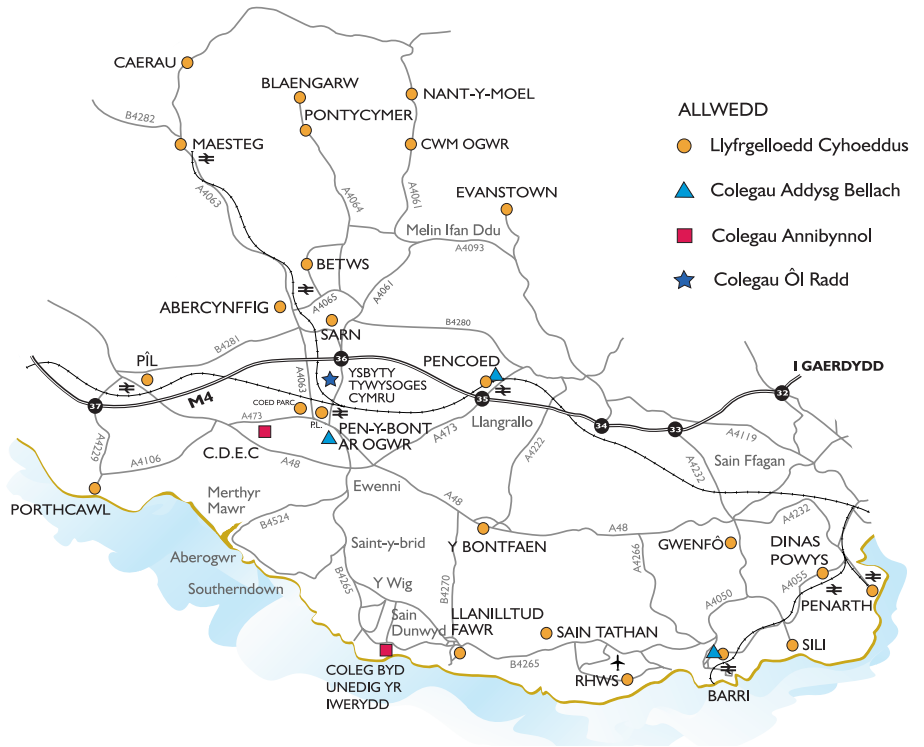 CAERAU
BLAENGARW
NANT-Y-MOEL
PONTYCYMER
B4282
MAESTEG
CWM OGWR
A4063
A4064
A4061
EVANSTOWN
Melin Ifan Ddu
A4093
BETWS
A4061
A4065
ABERCYNFFIG
SARN
B4280
B4281
PÎL
36
YSBYTY
TYWYSOGES
CYMRU
PENCOED
I GAERDYDD
32
37
M4
A4063
COED PARC
P.L.
35
34
33
A473
PEN-Y-BONT
AR OGWR
A473
Llangrallo
A4222
A4119
C.D.E.C
A48
A4229
A4106
A4232
Sain Ffagan
PORTHCAWL
Merthyr
Mawr
Ewenni
A48
B4524
A4232
Aberogwr
Saint-y-brid
Y BONTFAEN
A48
GWENFÔ
DINAS
POWYS
Southerndown
B4265
Y Wig
B4270
A4266
A4050
A4055
PENARTH
Sain
Dunwyd
LLANILLTUD
FAWR
SAIN TATHAN
SILI
B4265
COLEG BYD
UNEDIG YR
IWERYDD
RHWS
BARRI
ALLWEDD
Llyfrgelloedd Cyhoeddus
Colegau Addysg Bellach
Colegau Annibynnol
Colegau Ôl Radd